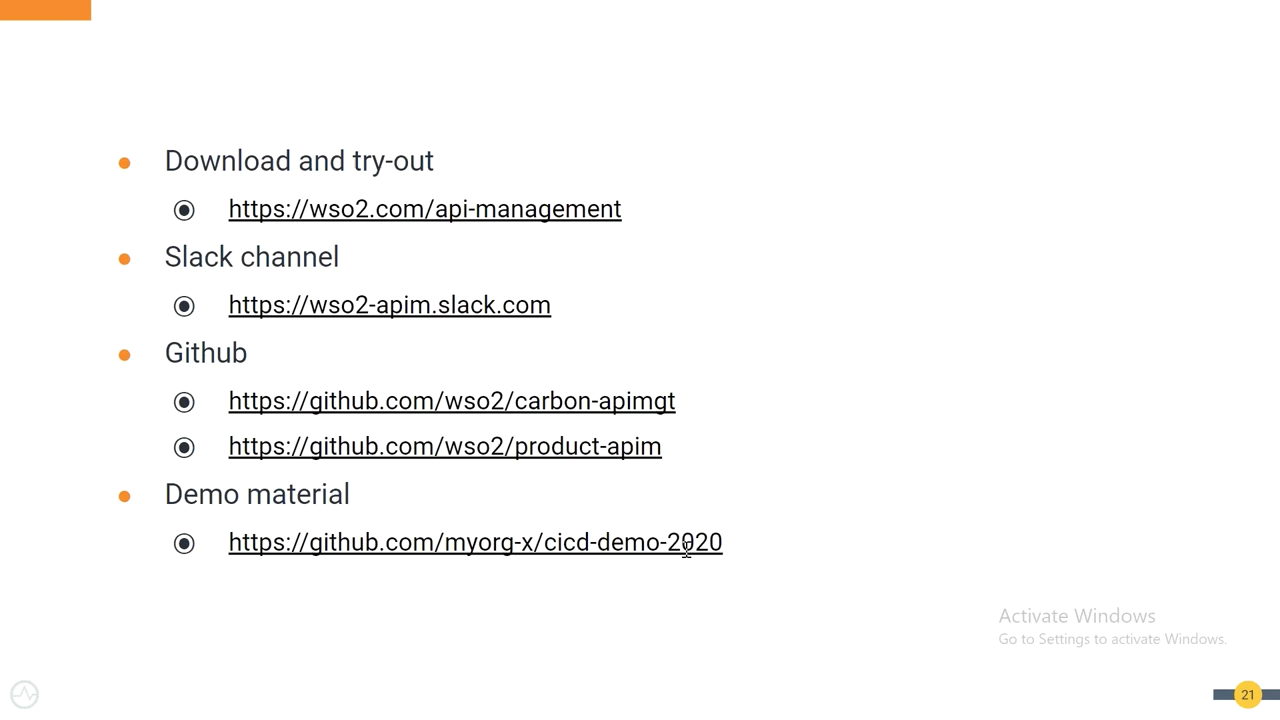 Download and try-out
https://wso2.com/api-management
Slack channel
https://wso2-apim.slack.com
Github
https://github.com/wso2/carbon-apimgt
https://github.com/wso2/product-apim
Demo material
https://github.com/myorg-x/cicd-demo-2020
Activate Windows
Go to Settings to activate Windows.
21